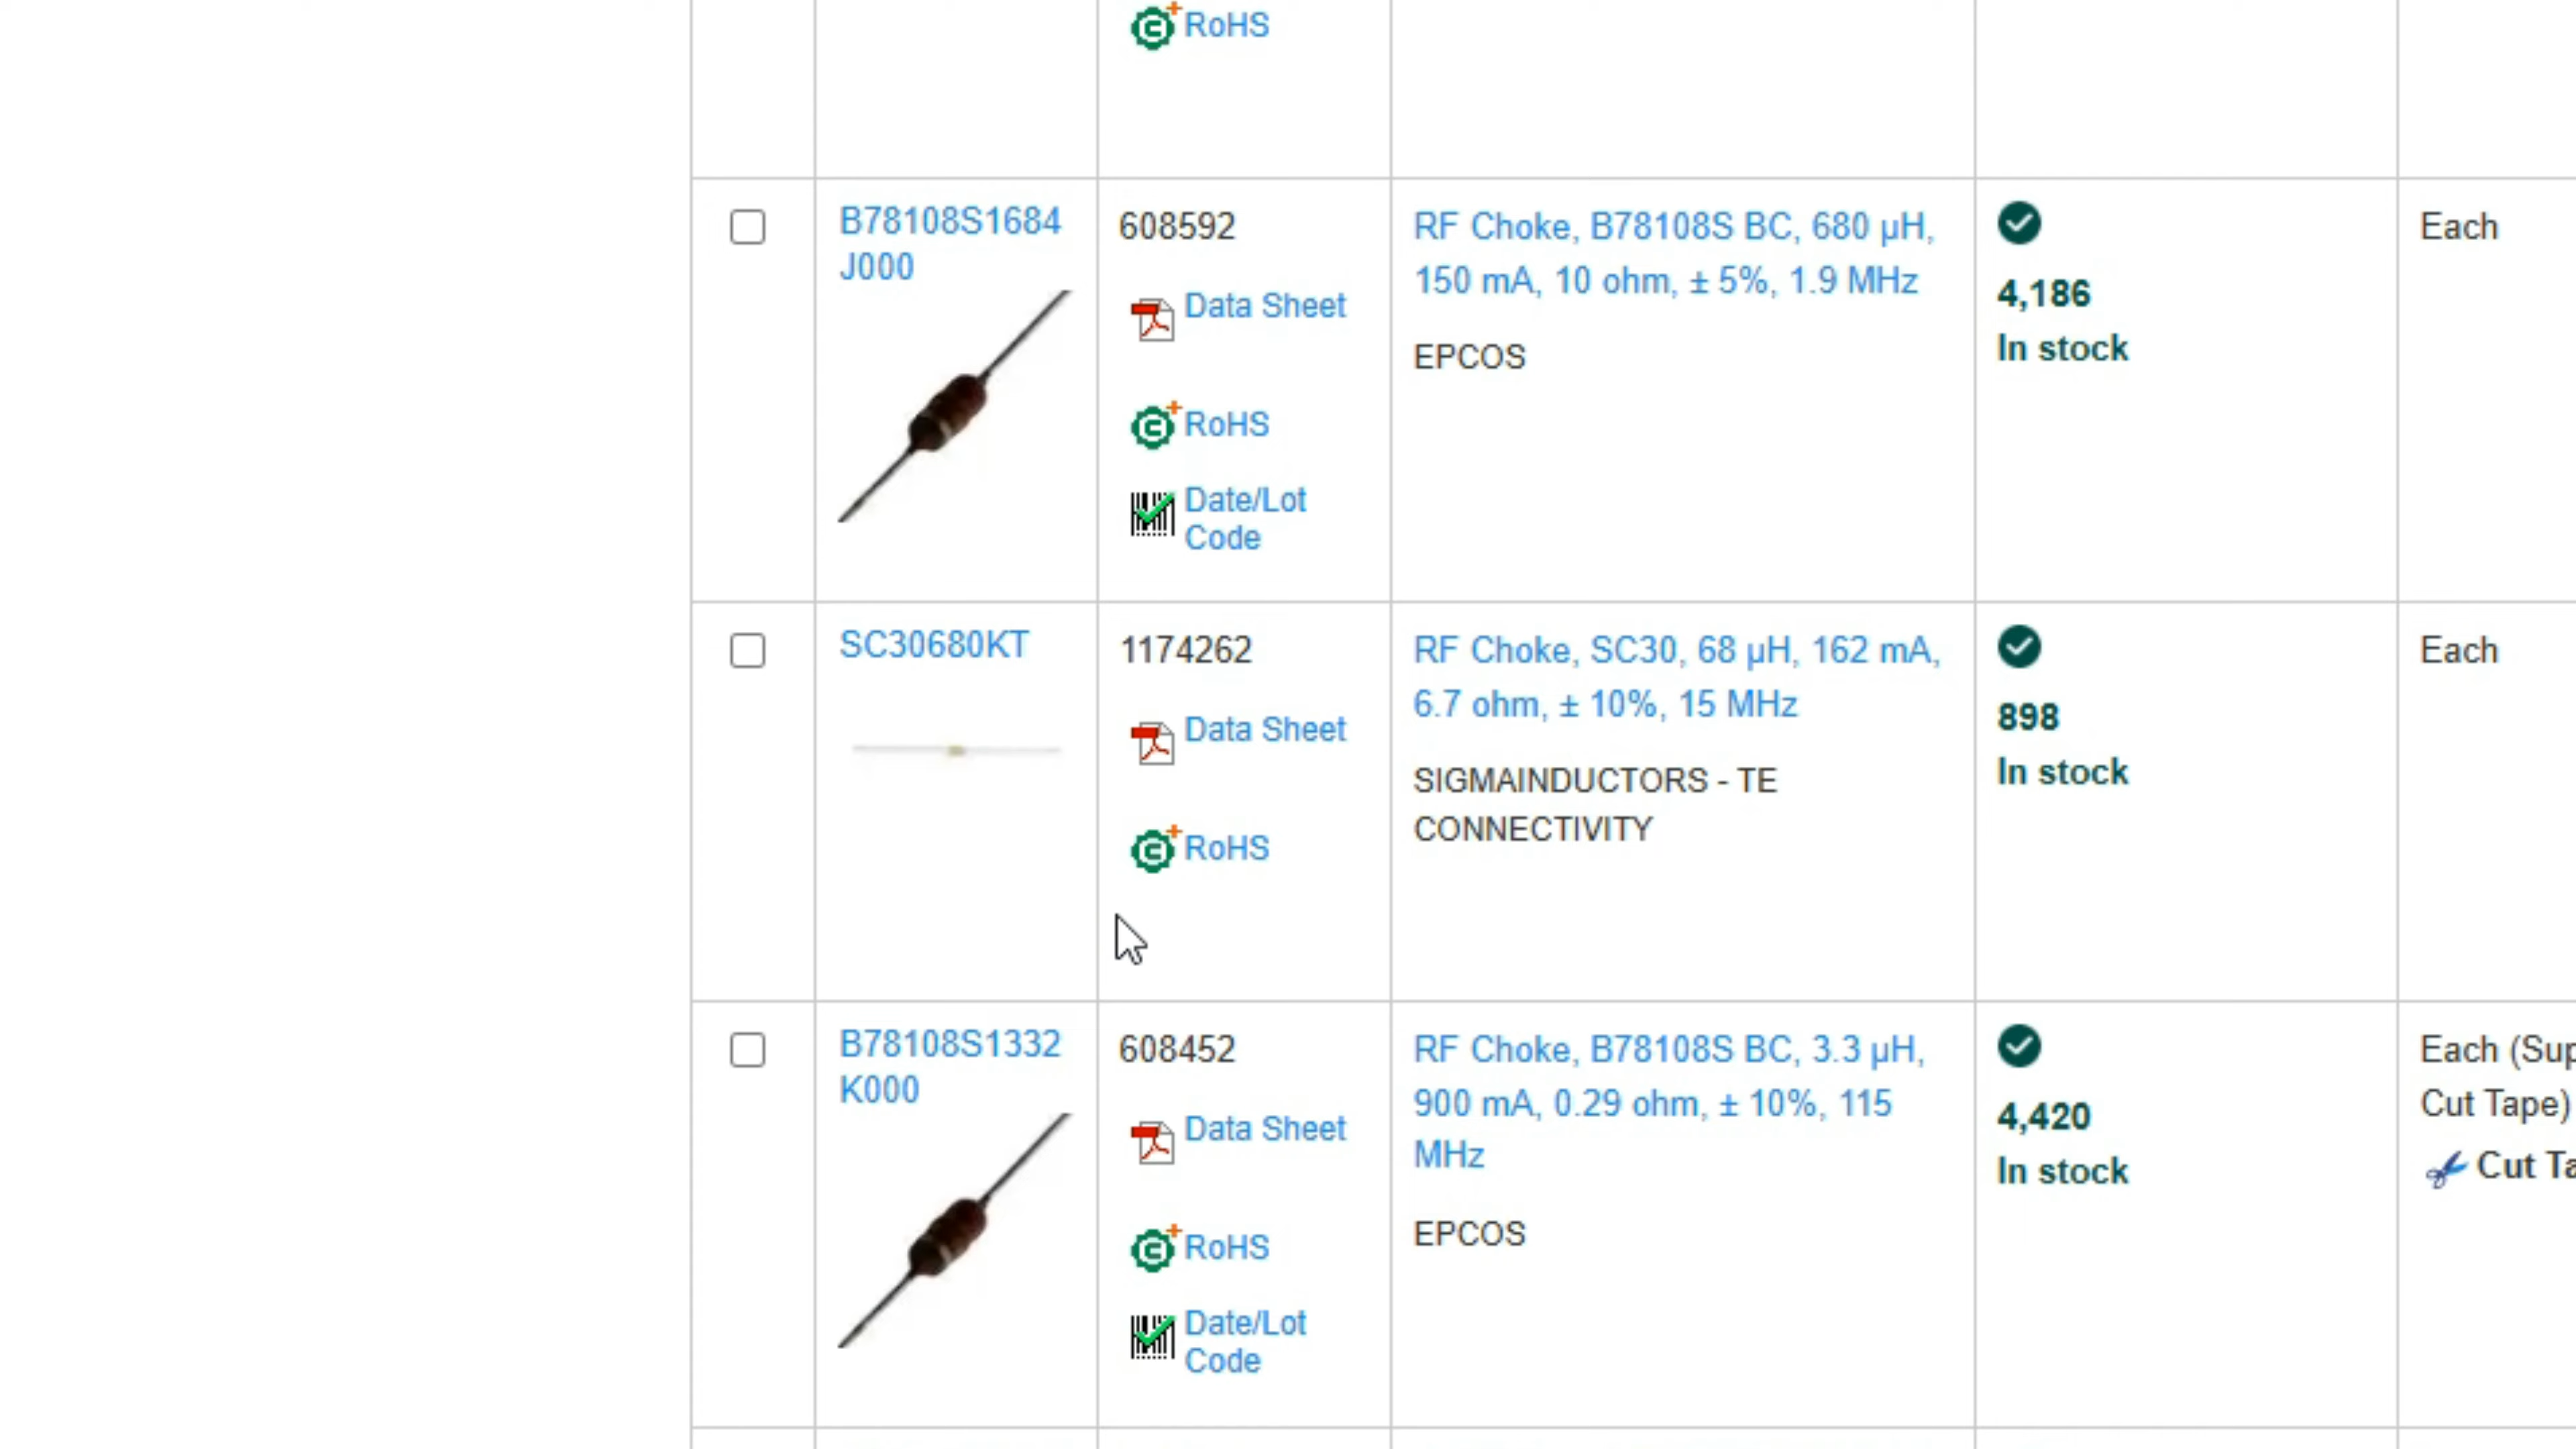 RoHS
B78108S1684
J000
608592
Data Sheet
RoHS
Date/Lot
Code
RF Choke, B78108S BC, 680 µH,
150 mA, 10 ohm, ± 5%, 1.9 MHz
EPCOS
4,186
In stock
Each
SC30680KT
1174262
Data Sheet
RoHS
RF Choke, SC30, 68 µH, 162 mA,
6.7 ohm, ± 10%, 15 MHz
SIGMAINDUCTORS - TE
CONNECTIVITY
898
In stock
Each
B78108S1332
K000
608452
Data Sheet
RoHS
Date/Lot
Code
RF Choke, B78108S BC, 3.3 µH,
900 mA, 0.29 ohm, ± 10%, 115
MHz
EPCOS
4,420
In stock
Each (Sup
Cut Tape)
Cut Ta